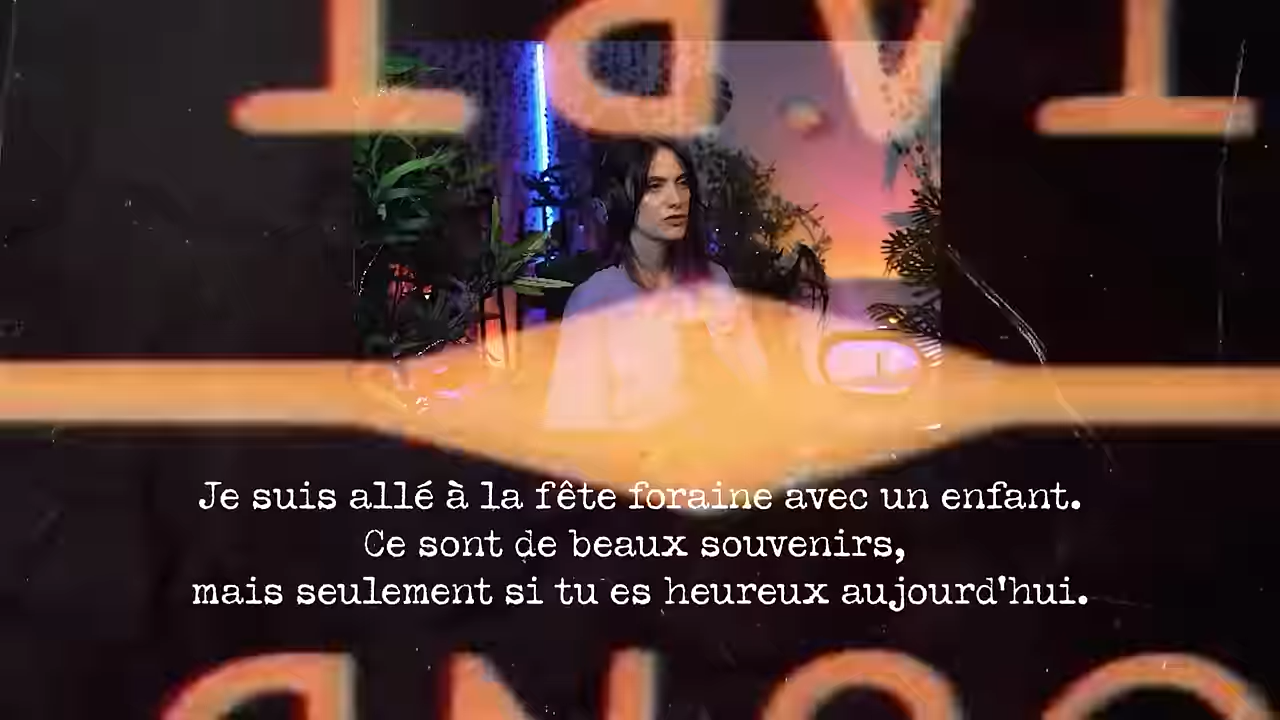 Je suis allé à la fête foraine avec un enfant.
Ce sont de beaux souvenirs,
mais seulement si tu es heureux aujourd'hui.